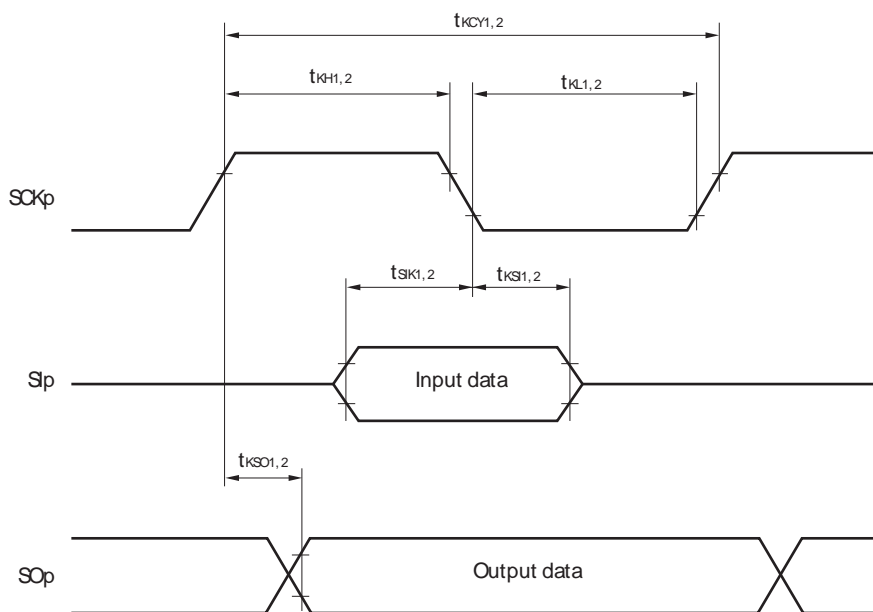 tKCY1, 2
tKH1, 2
tKL1, 2
SCKp
tSIK1, 2
tKSI1, 2
SIp
Input data
tKSO1, 2
SOp
Output data